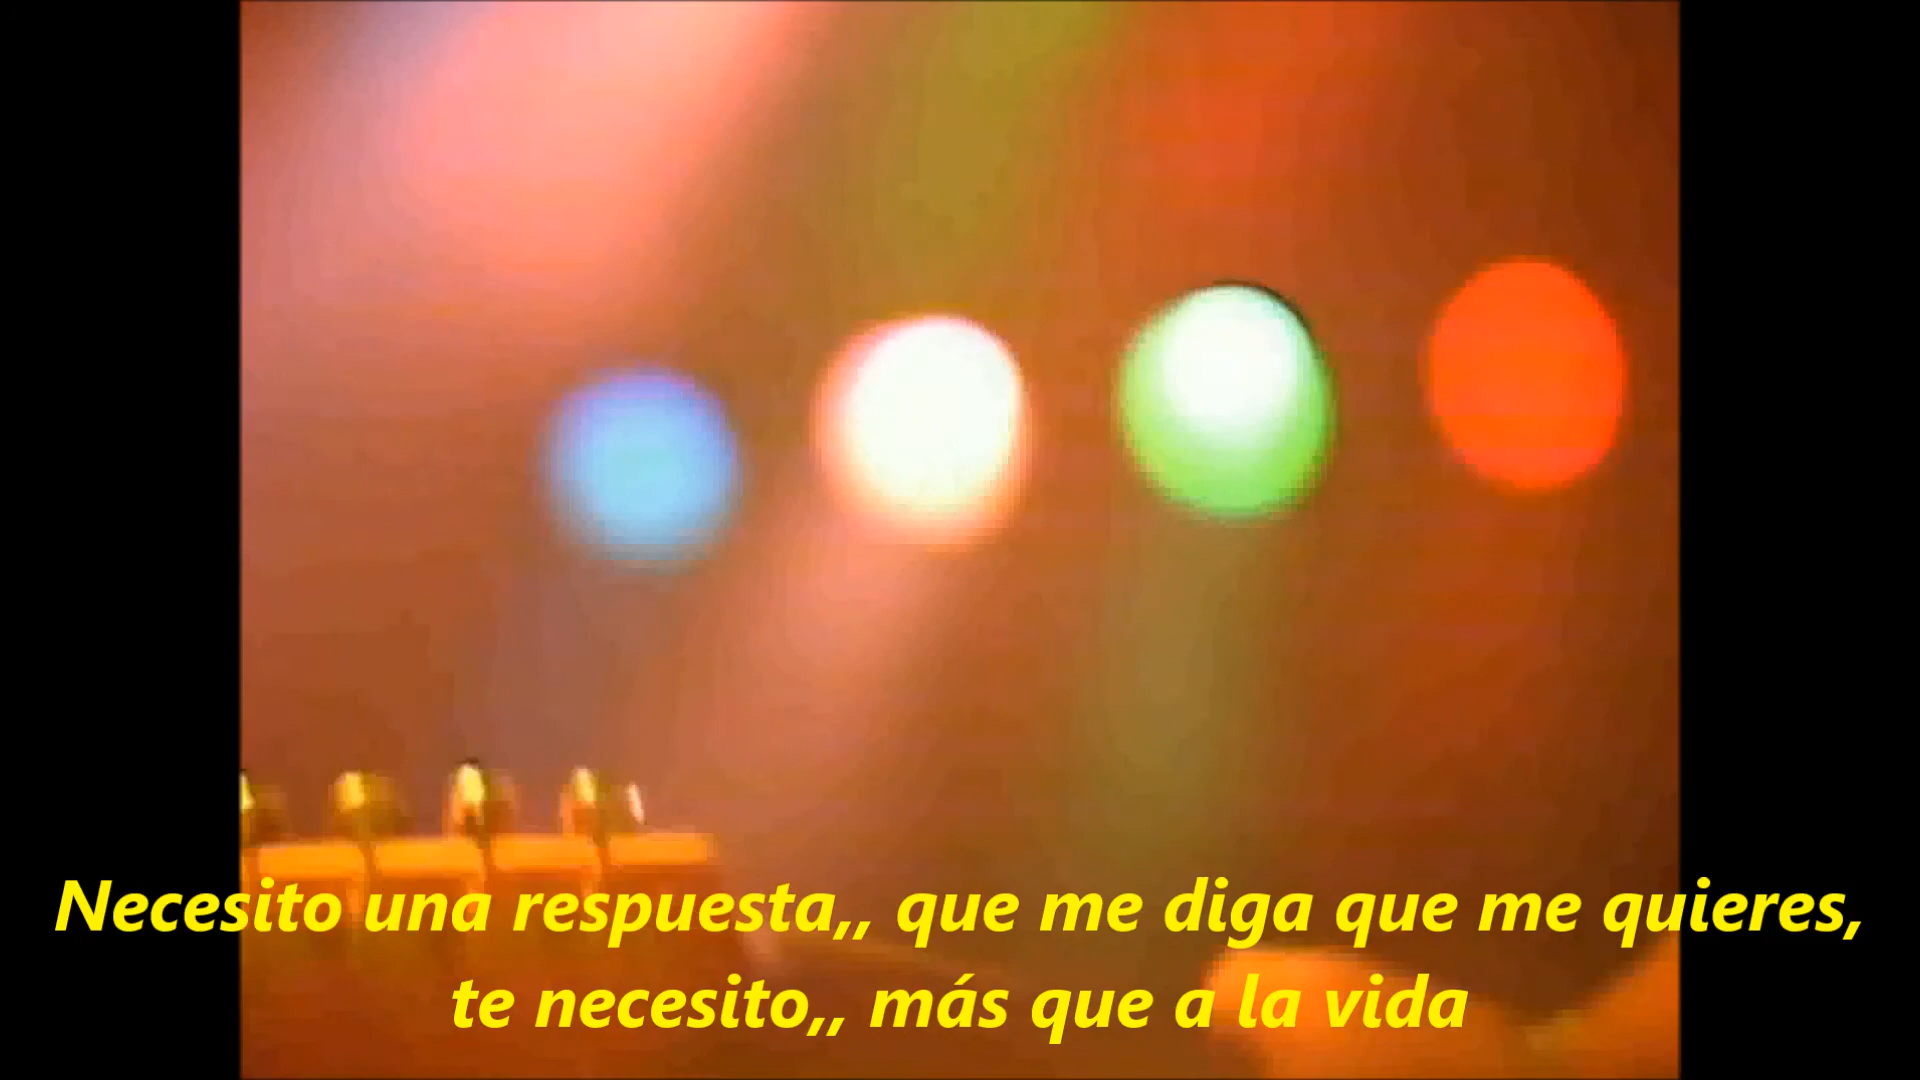 Necesito una respuesta,, que me diga que me quieres,
te necesito,, más que a la vida